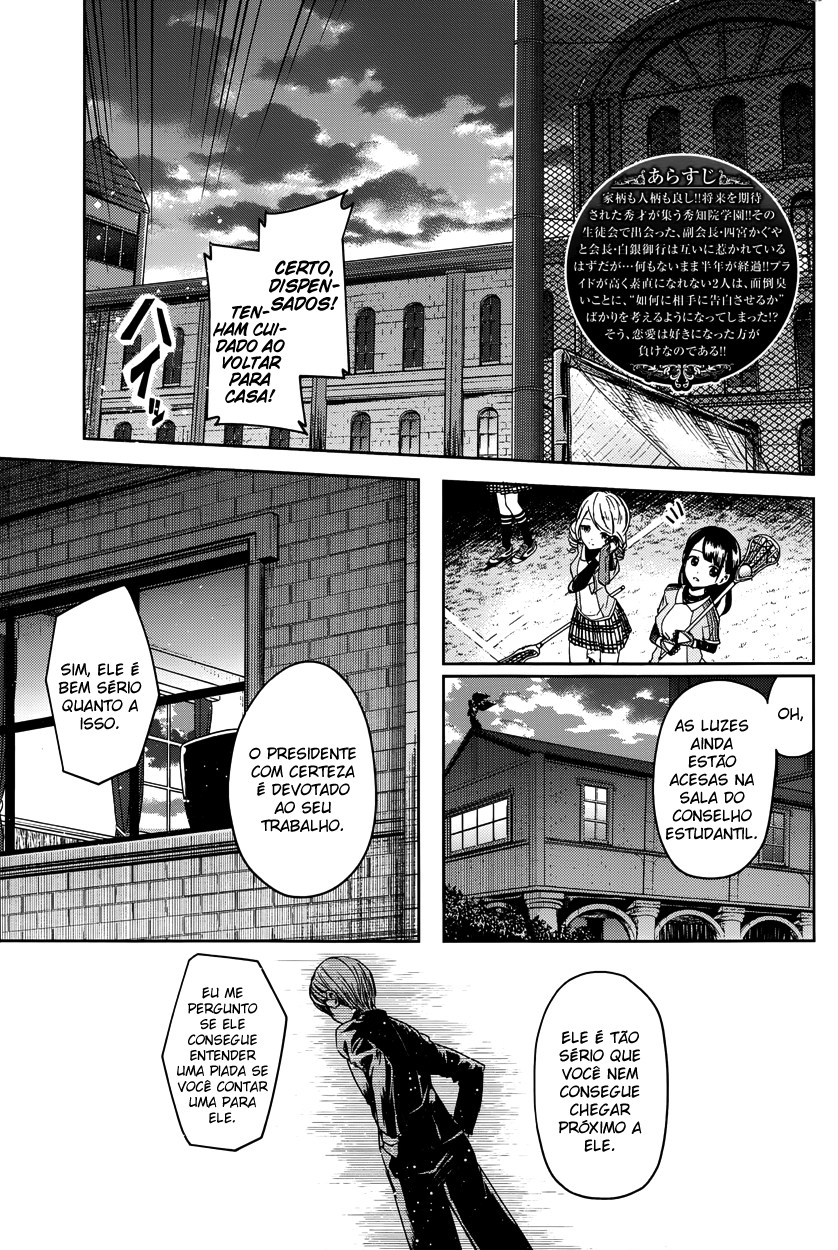 あらすじ
家柄も人柄も良し!!将来を期待
された秀才が集う秀知院学園!!その
生徒会で出会った、副会長・四宮かぐや
と会長・白銀御行は互いに惹かれている
はずだが…何もないまま半年が経過!!プラ
イドが高く素直になれない2人は、面倒臭
いことに、“如何に相手に告白させるか”
ばかりを考えるようになってしまった!?
そう、恋愛は好きになった方が
負けなのである!!
CERTO,
DISPEN-
SADOS!
TEN-
HAM CUI-
DADO AO
VOLTAR
PARA
CASA!
ハイッ
OH,
AS LUZES
AINDA
ESTÃO
ACESAS NA
SALA DO
CONSELHO
ESTUDANTIL.
O PRESIDENTE
COM CERTEZA
É DEVOTADO
AO SEU
TRABALHO.
SIM, ELE É
BEM SÉRIO
QUANTO A
ISSO.
ELE É TÃO
SÉRIO QUE
VOCÊ NEM
CONSEGUE
CHEGAR
PRÓXIMO A
ELE.
EU ME
PERGUNTO
SE ELE
CONSEGUE
ENTENDER
UMA PIADA SE
VOCÊ CONTAR
UMA PARA
ELE.